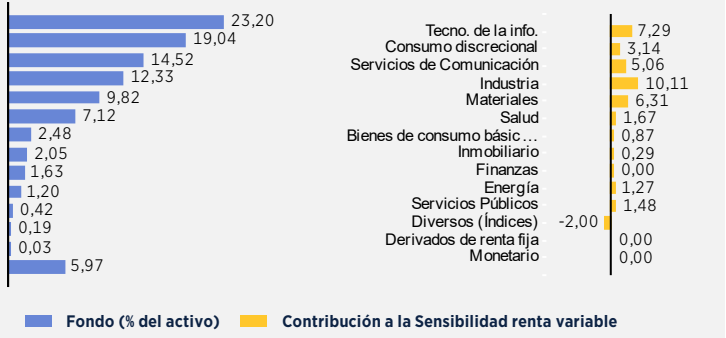 23,20 Tecno. de la info. 7,29
19,04 Consumo discrecional 3,14
14,52 Servicios de Comunicación 5,06
12,33 Industria 10,11
9,82 Materiales 6,31
7,12 Salud 1,67
2,48 Bienes de consumo básic... 0,87
2,05 Inmobiliario 0,29
1,63 Finanzas 0,00
1,20 Energía 1,27
0,42 Servicios Públicos 1,48
0,19 Diversos (Índices) -2,00
0,03 Derivados de renta fija 0,00
5,97 Monetario 0,00
Fondo (% del activo) Contribución a la Sensibilidad renta variable